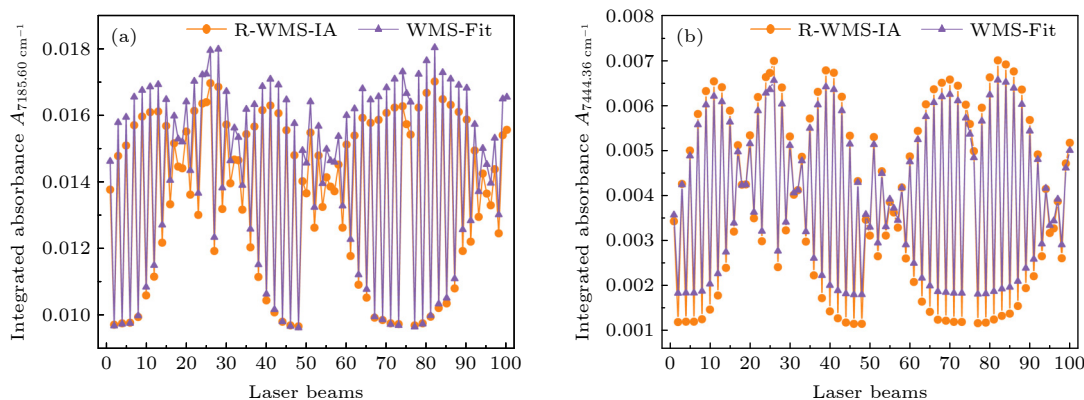 (a)
R-WMS-IA
WMS-Fit
Integrated absorbance A7185.60 cm−1
0.018
0.016
0.014
0.012
0.010
0 10 20 30 40 50 60 70 80 90 100
Laser beams
(b)
R-WMS-IA
WMS-Fit
Integrated absorbance A7444.36 cm−1
0.008
0.007
0.006
0.005
0.004
0.003
0.002
0.001
0 10 20 30 40 50 60 70 80 90 100
Laser beams